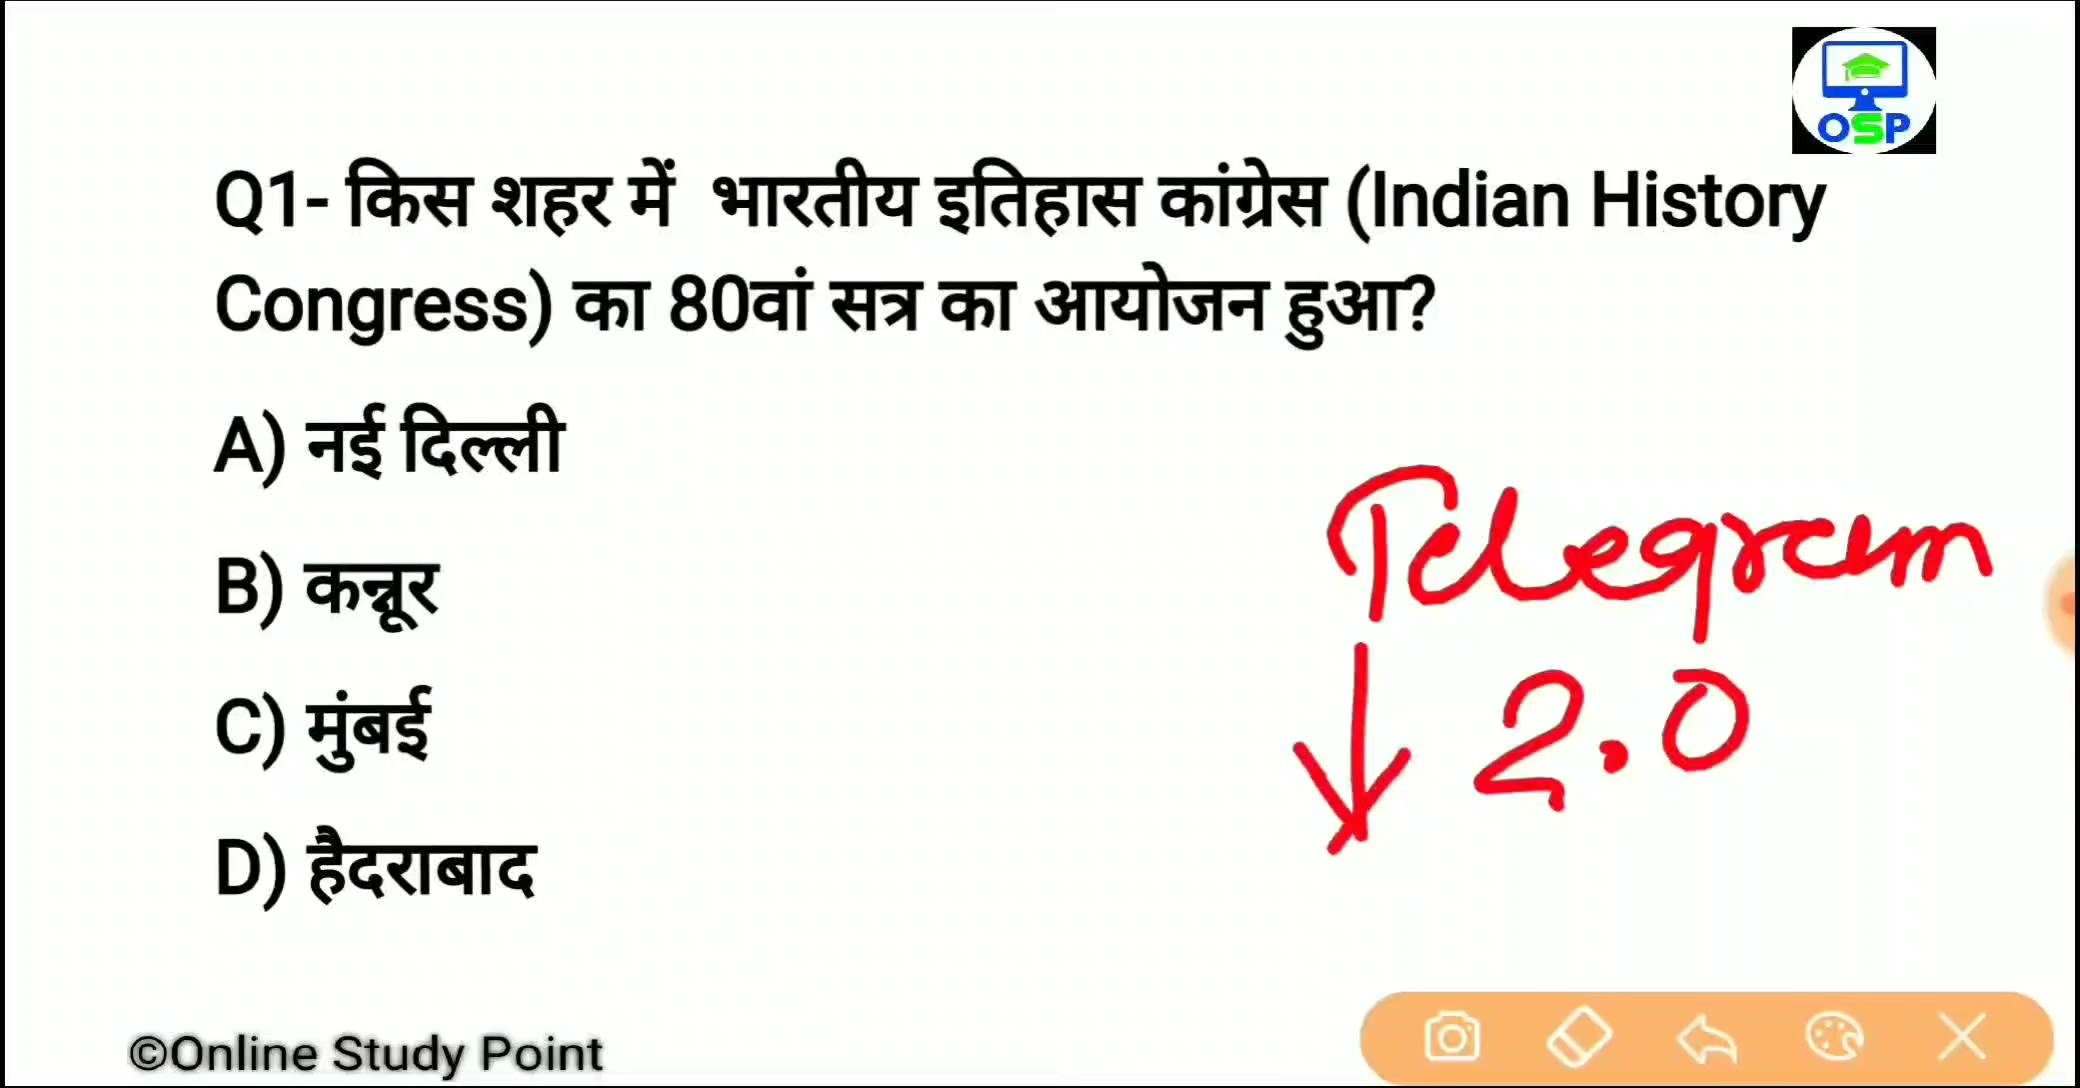 OSP
Q1- किस शहर में भारतीय इतिहास कांग्रेस (Indian History
Congress) का 80वां सत्र का आयोजन हुआ?
A) नई दिल्ली
B) कन्नूर
C) मुंबई
D) हैदराबाद
Telegram
2.0
©Online Study Point